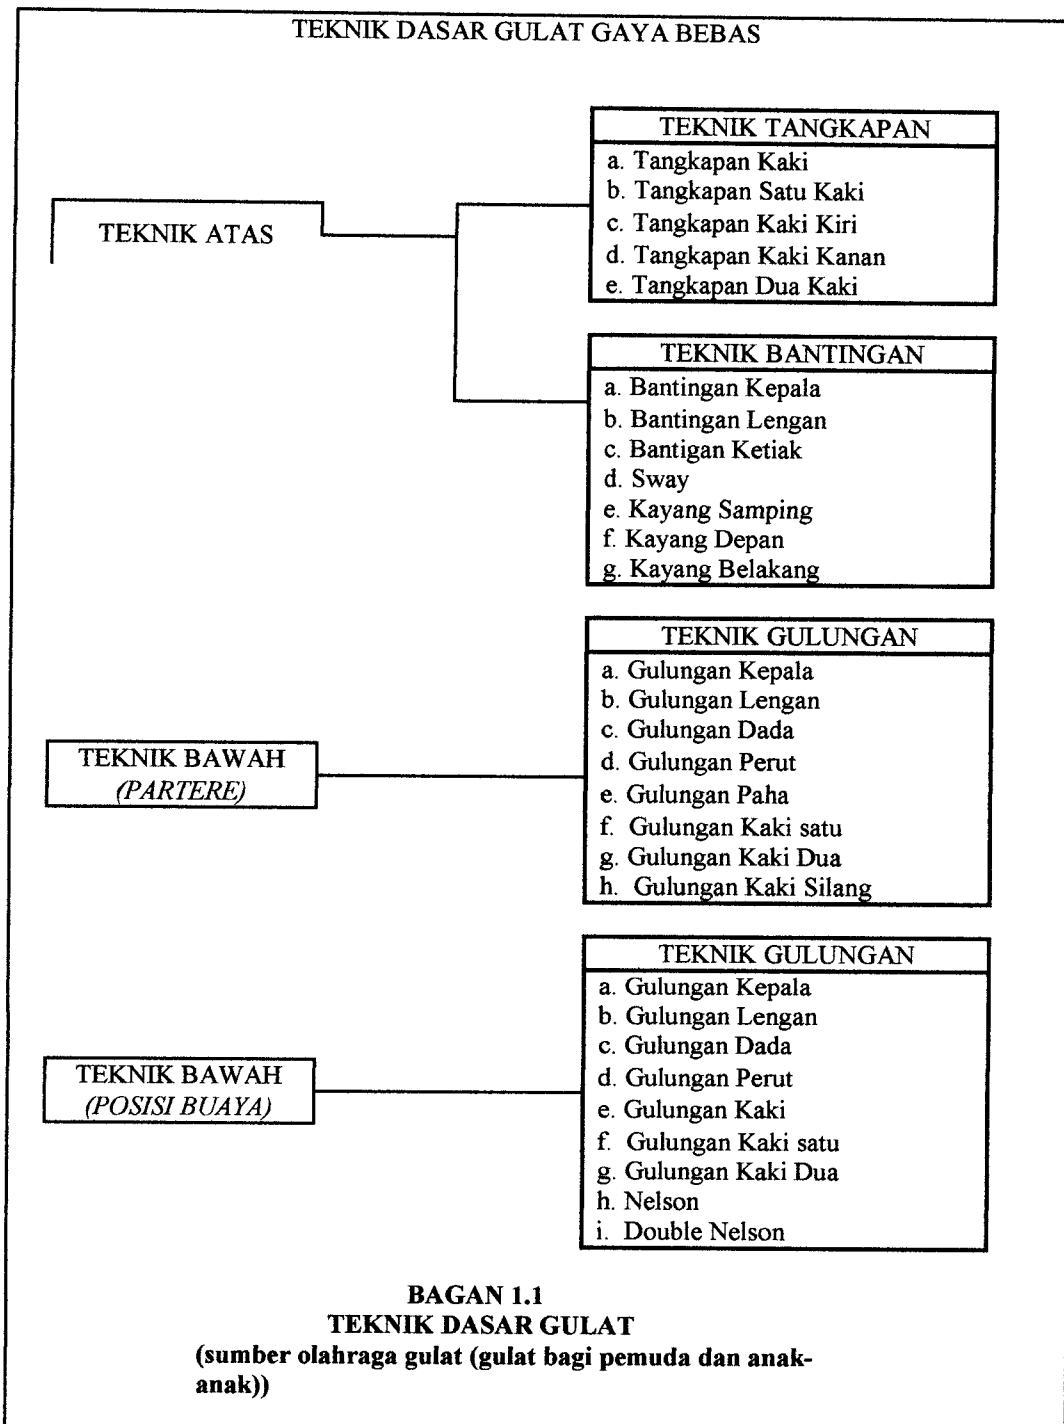 TEKNIK DASAR GULAT GAYA BEBAS
TEKNIK ATAS
TEKNIK TANGKAPAN
a. Tangkapan Kaki
b. Tangkapan Satu Kaki
c. Tangkapan Kaki Kiri
d. Tangkapan Kaki Kanan
e. Tangkapan Dua Kaki
TEKNIK BANTINGAN
a. Bantingan Kepala
b. Bantingan Lengan
c. Bantigan Ketiak
d. Sway
e. Kayang Samping
f. Kayang Depan
g. Kayang Belakang
TEKNIK BAWAH
(PARTERE)
TEKNIK GULUNGAN
a. Gulungan Kepala
b. Gulungan Lengan
c. Gulungan Dada
d. Gulungan Perut
e. Gulungan Paha
f. Gulungan Kaki satu
g. Gulungan Kaki Dua
h. Gulungan Kaki Silang
TEKNIK BAWAH
(POSISI BUAYA)
TEKNIK GULUNGAN
a. Gulungan Kepala
b. Gulungan Lengan
c. Gulungan Dada
d. Gulungan Perut
e. Gulungan Kaki
f. Gulungan Kaki satu
g. Gulungan Kaki Dua
h. Nelson
i. Double Nelson
BAGAN 1.1
TEKNIK DASAR GULAT
(sumber olahraga gulat (gulat bagi pemuda dan anak-
anak))